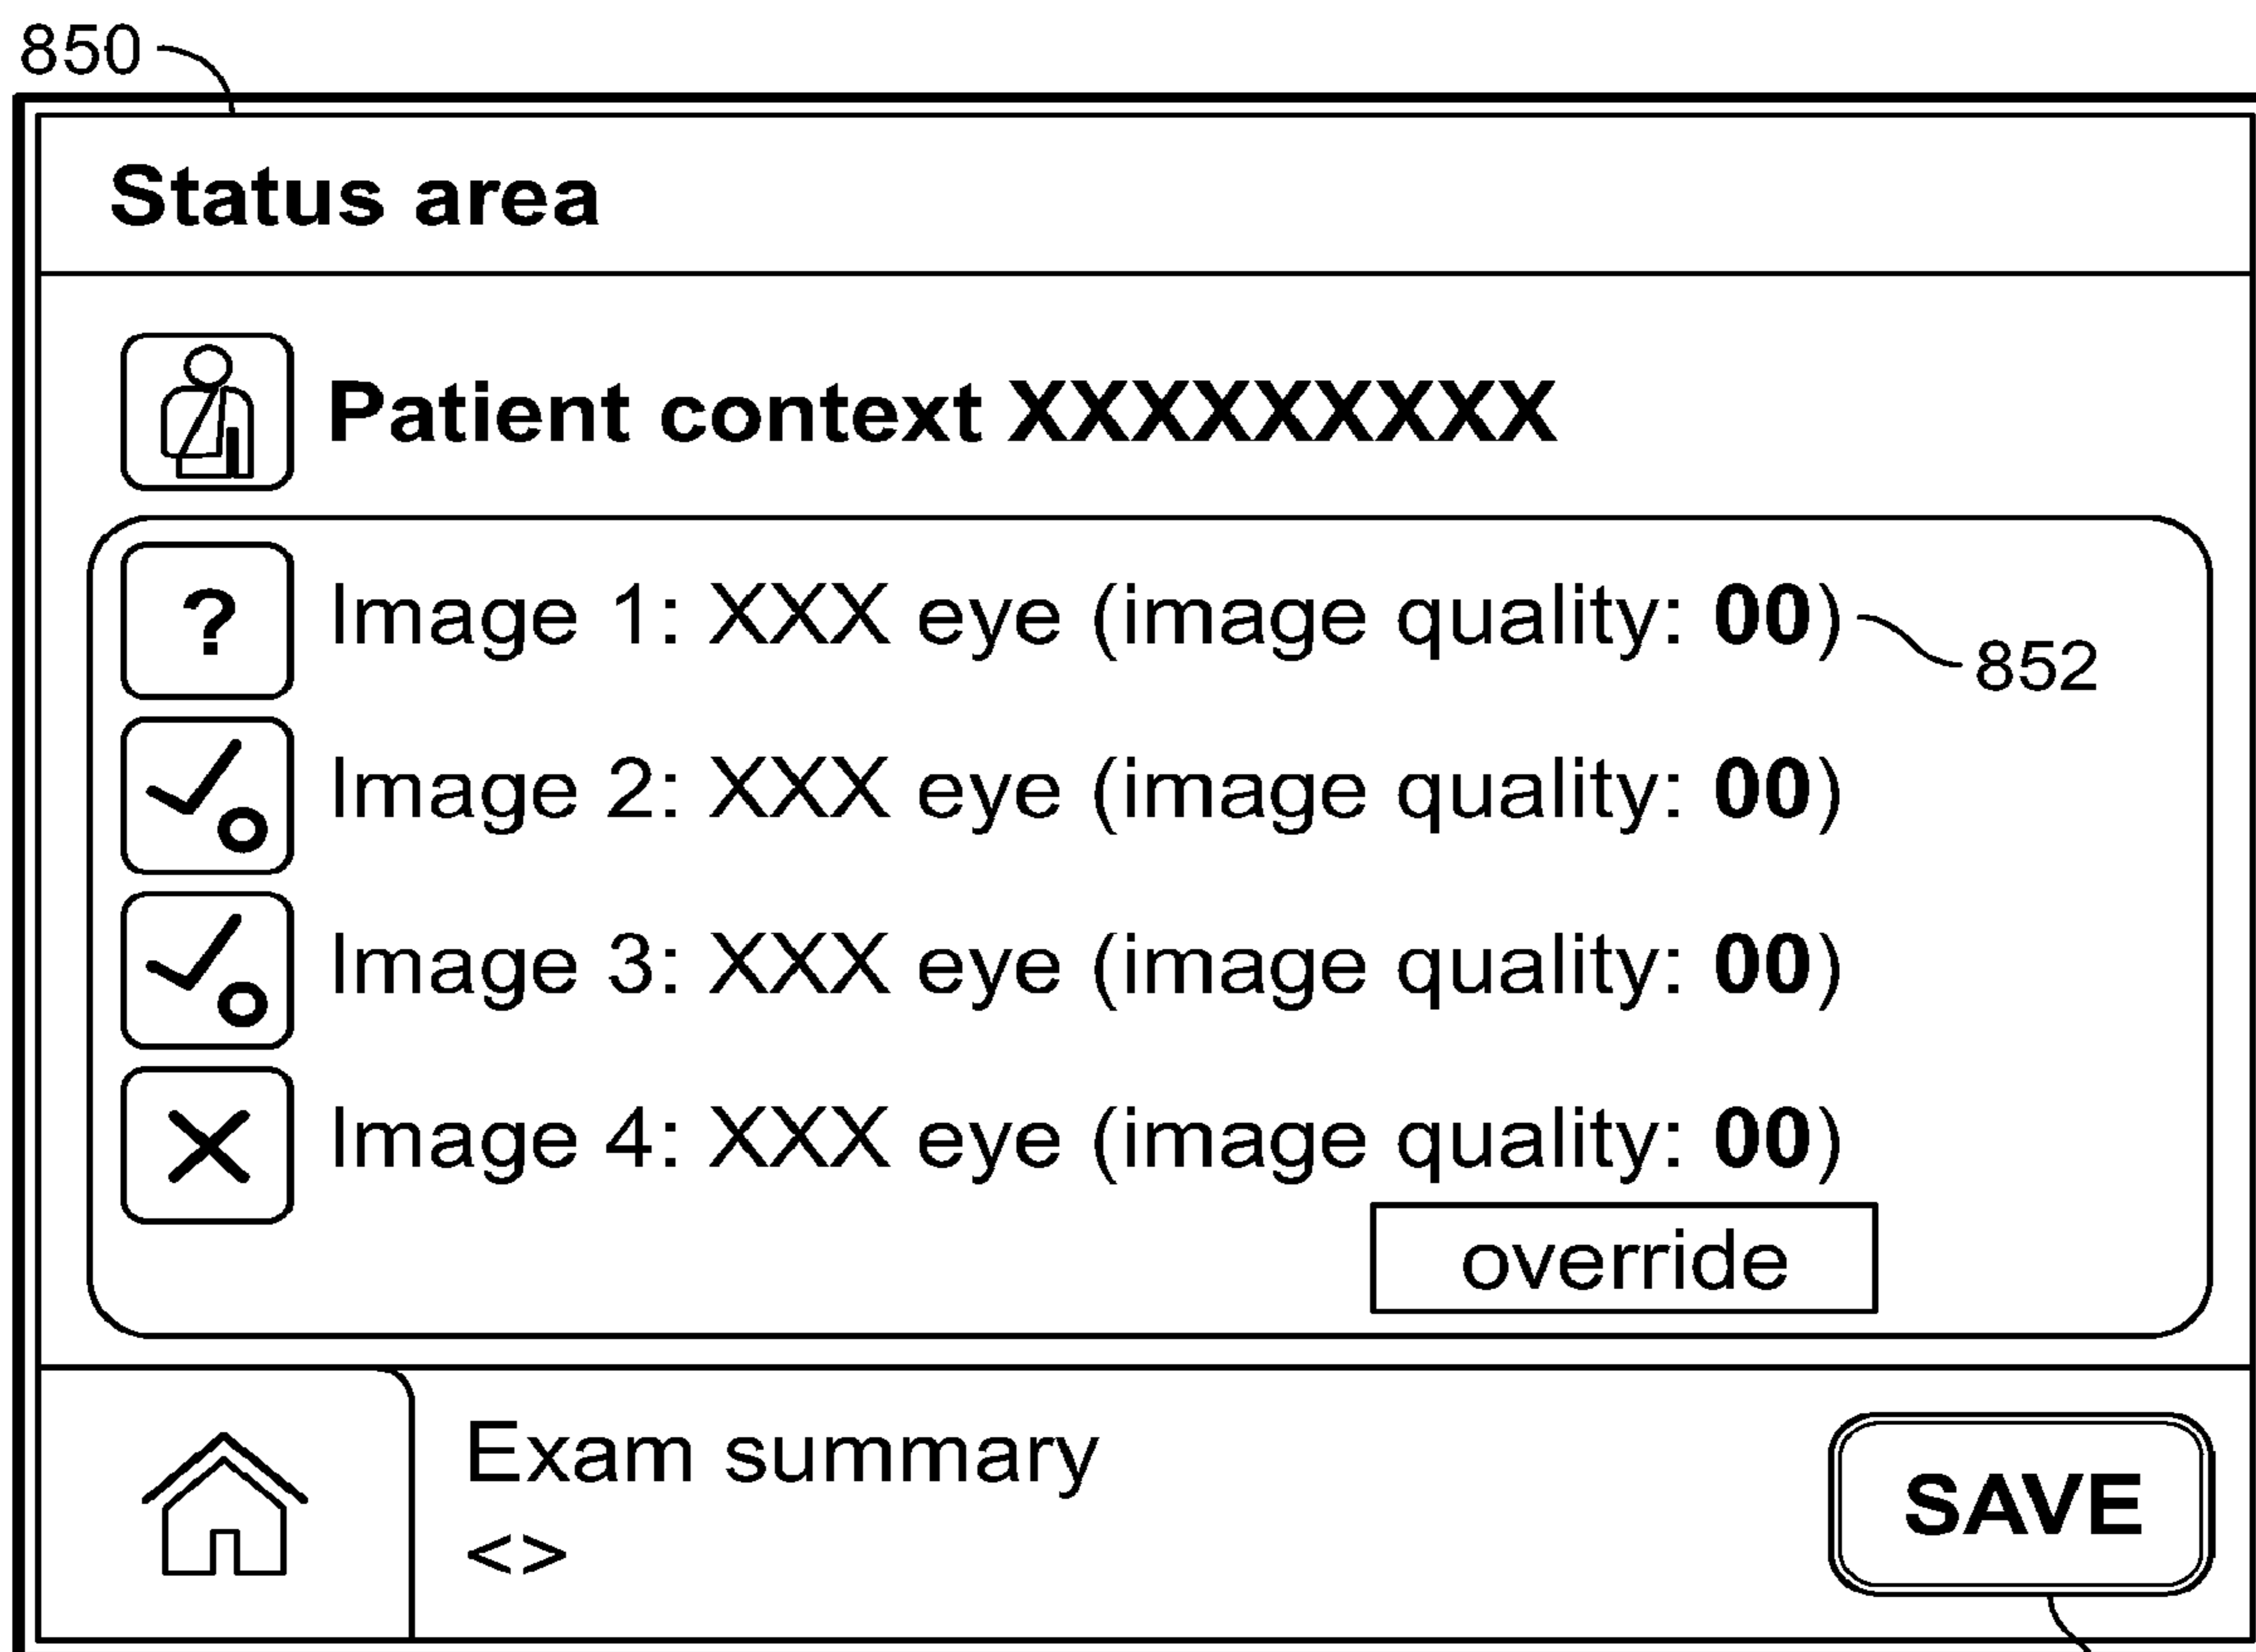 850
Status area
Patient context XXXXXXXXX
? Image 1: XXX eye (image quality: 00)
852
Image 2: XXX eye (image quality: 00)
Image 3: XXX eye (image quality: 00)
Image 4: XXX eye (image quality: 00)
override
Exam summary
<>
SAVE